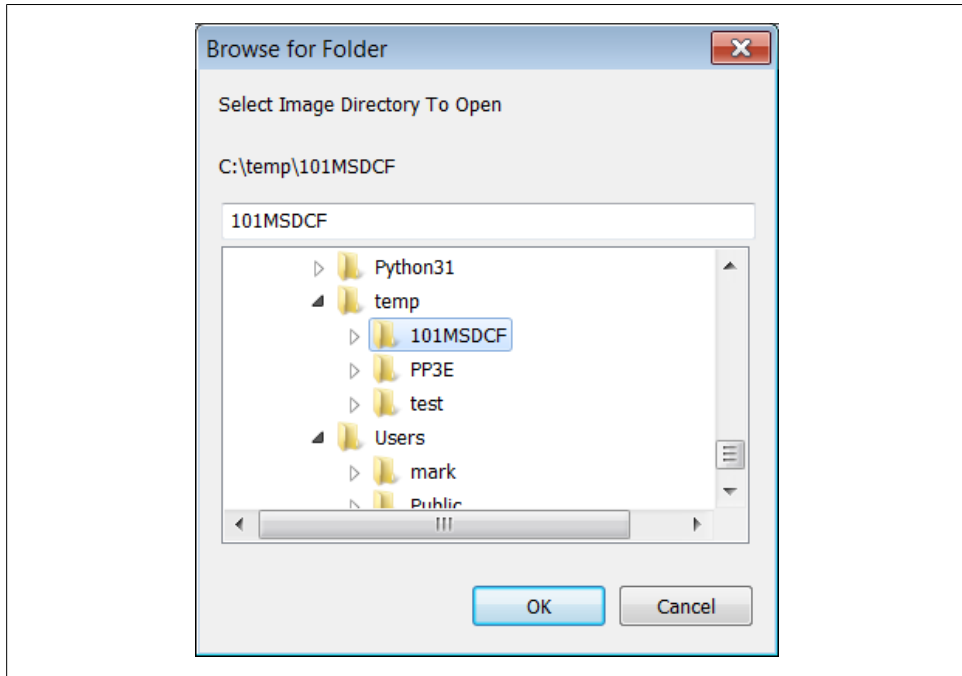 Browse for Folder
Select Image Directory To Open
C:\temp\101MSDCF
101MSDCF
Python31
temp
101MSDCF
PP3E
test
Users
mark
Public
OK Cancel